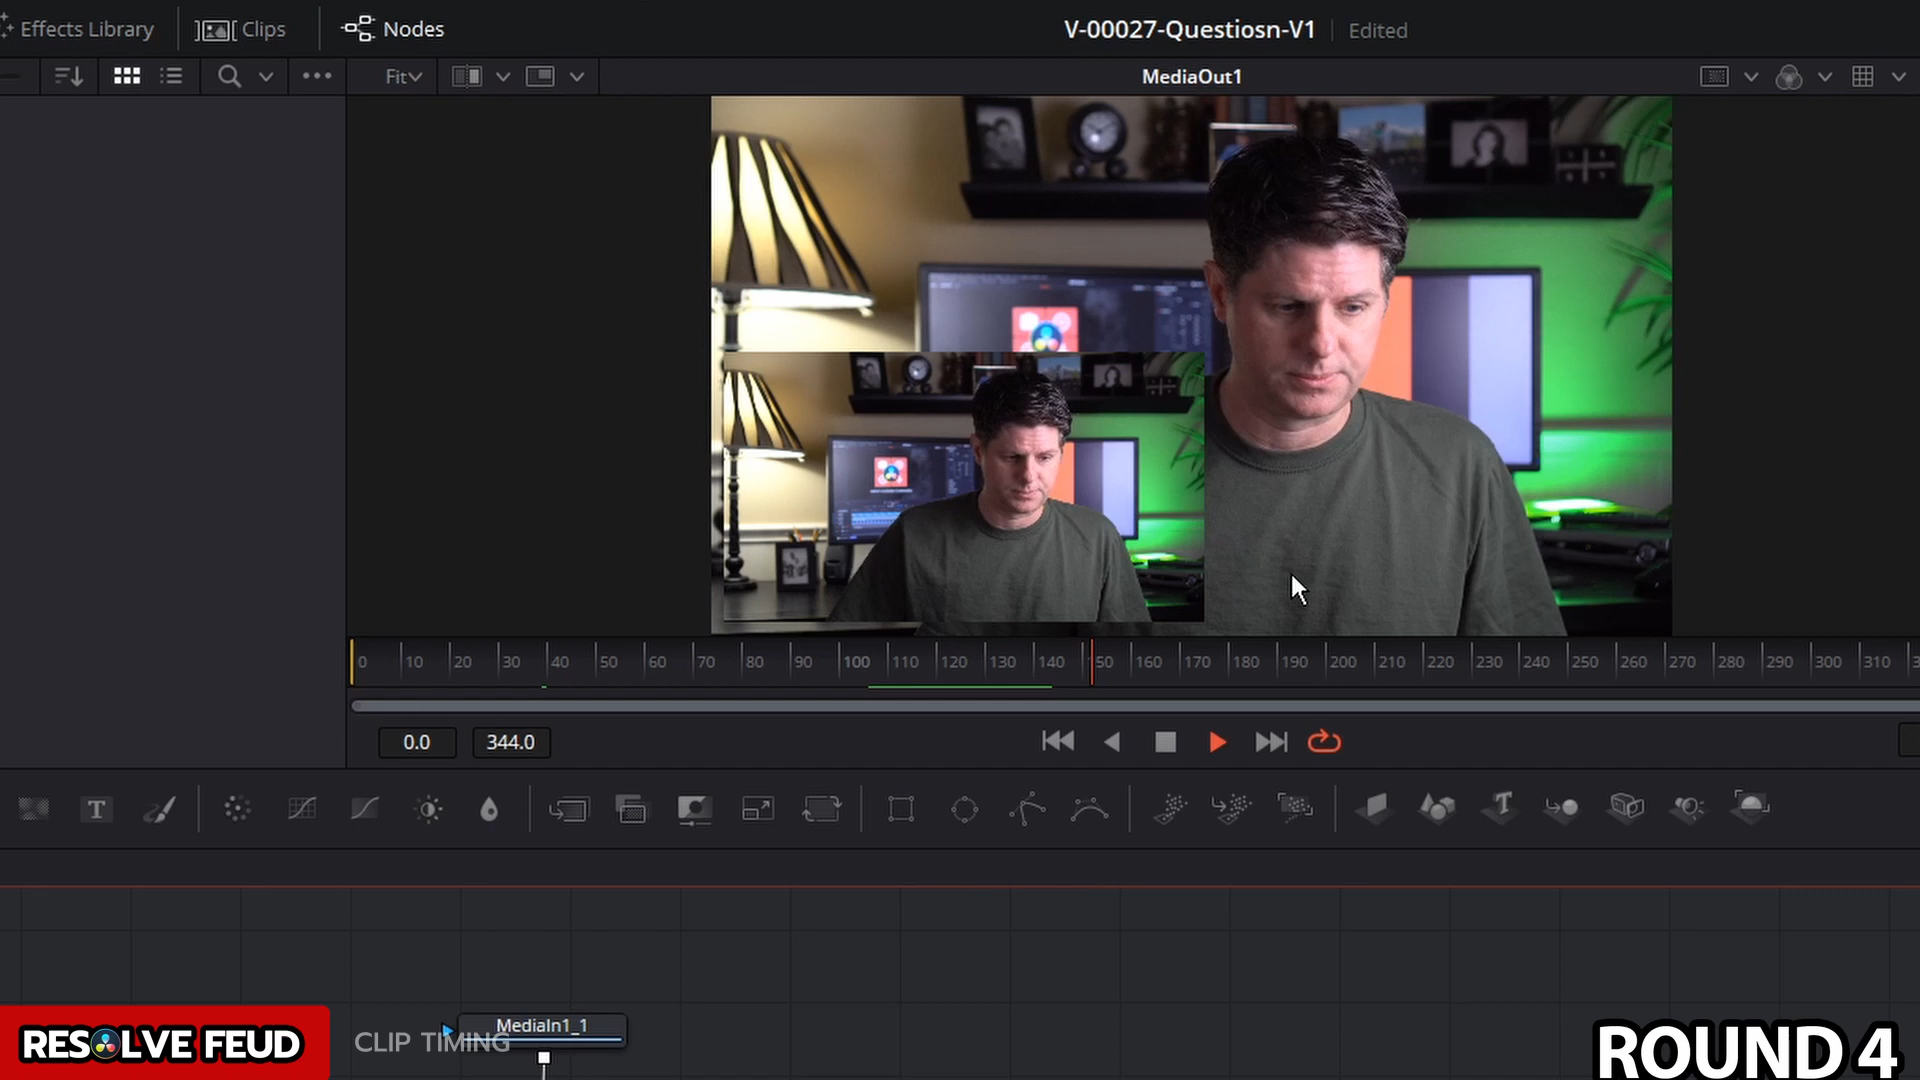 Effects Library
Clips
Nodes
V-00027-Questiosn-V1
Edited
Fit
MediaOut1
0 10 20 30 40 50 60 70 80 90 100 110 120 130 140 50 160 170 180 190 200 210 220 230 240 250 260 270 280 290 300 310
0.0
344.0
T
T
MediaIn1_1
RESOLVE FEUD
CLIP TIMING
ROUND 4